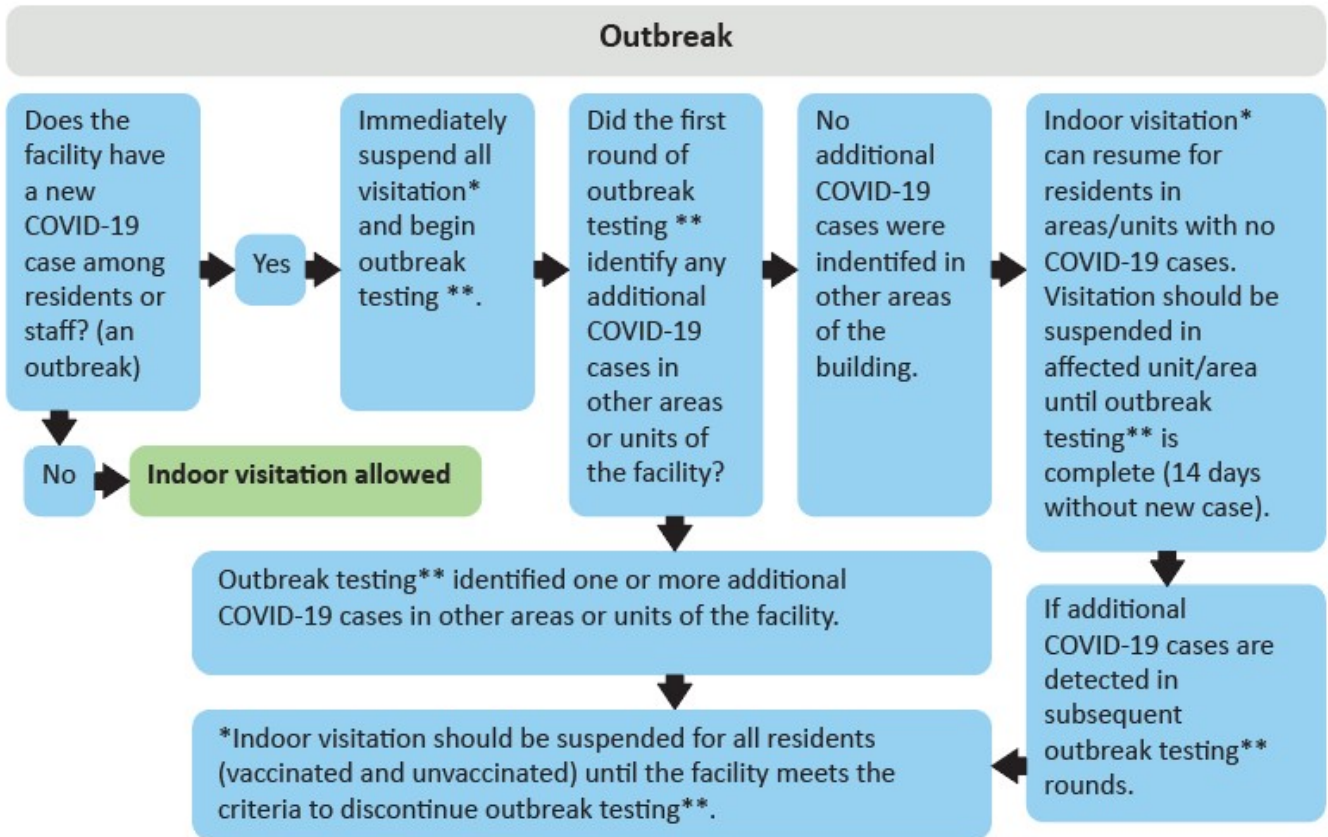 Outbreak
Does the
facility have
a new
COVID-19
case among
residents or
staff? (an
outbreak)
Yes
Immediately
suspend all
visitation*
and begin
outbreak
testing **.
Did the first
round of
outbreak
testing **
identify any
additional
COVID-19
cases in
other areas
or units of
the facility?
No
additional
COVID-19
cases were
indentifed in
other areas
of the
building.
Indoor visitation*
can resume for
residents in
areas/units with no
COVID-19 cases.
Visitation should be
suspended in
affected unit/area
until outbreak
testing** is
complete (14 days
without new case).
No
Indoor visitation allowed
Outbreak testing** identified one or more additional
COVID-19 cases in other areas or units of the facility.
If additional
COVID-19 cases are
detected in
subsequent
outbreak testing**
rounds.
*Indoor visitation should be suspended for all residents
(vaccinated and unvaccinated) until the facility meets the
criteria to discontinue outbreak testing**.